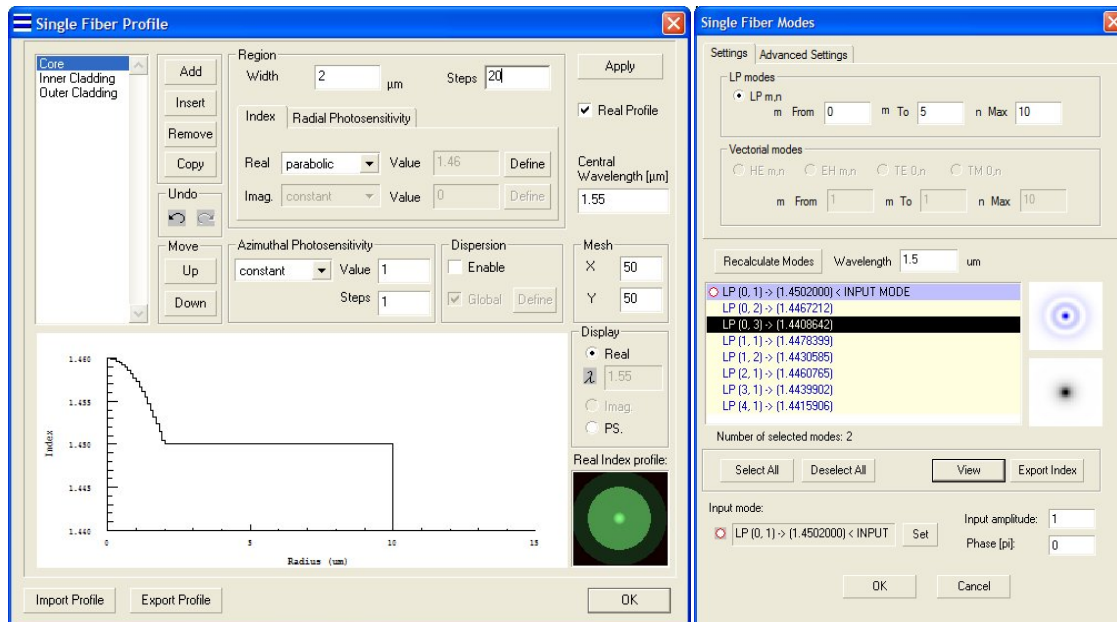 Single Fiber Profile
Core
Inner Cladding
Outer Cladding
Add
Insert
Remove
Copy
Undo
Move
Up
Down
Region
Width 2 µm Steps 20
Index Radial Photosensitivity
Real parabolic Value 1.46 Define
Imag. constant Value 0 Define
Azimuthal Photosensitivity
constant Value 1
Steps 1
Dispersion
Enable
Global Define
Apply
Real Profile
Central
Wavelength [µm]
1.55
Mesh
X 50
Y 50
Display
Real
λ 1.55
Imag.
PS.
Real Index profile:
1.460
1.455
1.450
1.445
1.440
Index
0 5 10 15
Radius (um)
Import Profile Export Profile OK
Single Fiber Modes
Settings Advanced Settings
LP modes
LP m,n
m From 0 m To 5 n Max 10
Vectorial modes
HE m,n EH m,n TE 0,n TM 0,n
m From 1 m To 1 n Max 10
Recalculate Modes Wavelength 1.5 um
LP (0, 1) -> (1.4502000) < INPUT MODE
LP (0, 2) -> (1.4467212)
LP (0, 3) -> (1.4408642)
LP (1, 1) -> (1.4478399)
LP (1, 2) -> (1.4430585)
LP (2, 1) -> (1.4460765)
LP (3, 1) -> (1.4439902)
LP (4, 1) -> (1.4415906)
Number of selected modes: 2
Select All Deselect All View Export Index
Input mode:
LP (0, 1) -> (1.4502000) < INPUT Set
Input amplitude: 1
Phase [pi]: 0
OK Cancel